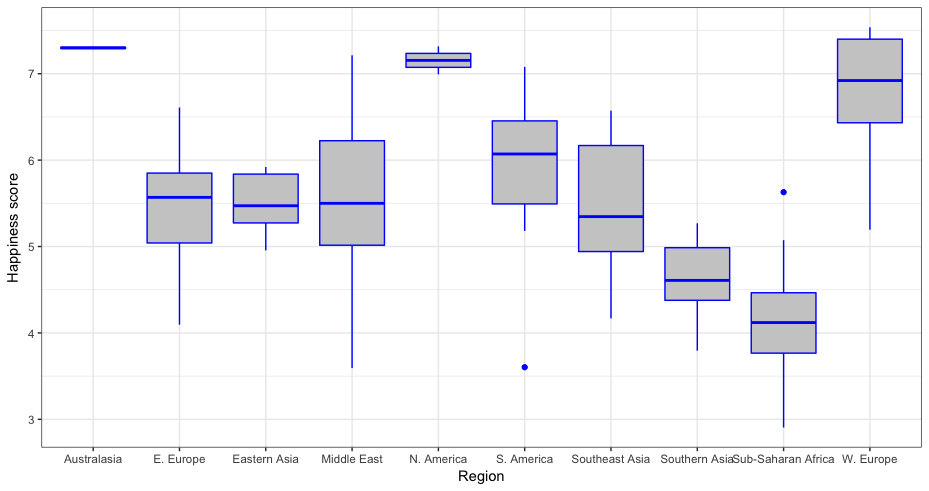 Happiness score
7
6
5
4
3
Australasia E. Europe Eastern Asia Middle East N. America S. America Southeast Asia Southern Asia Sub-Saharan Africa W. Europe
Region